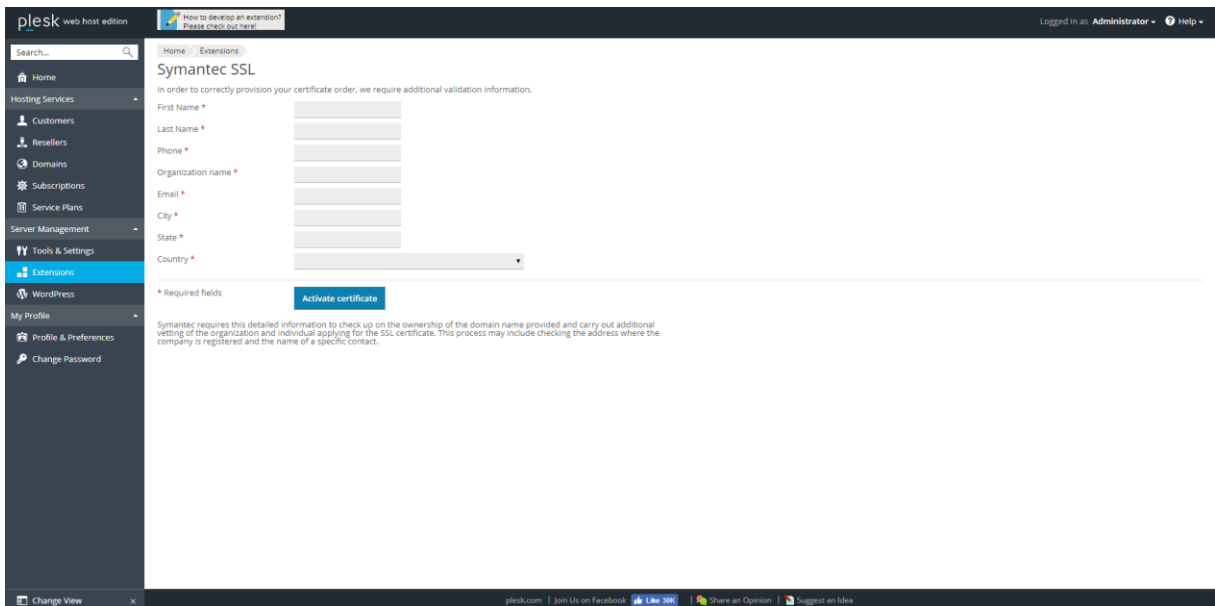 plesk web host edition
How to develop an extension?
Please check out here!
Logged in as Administrator
Help
Search...
Home
Hosting Services
Customers
Resellers
Domains
Subscriptions
Service Plans
Server Management
Tools & Settings
Extensions
WordPress
My Profile
Profile & Preferences
Change Password
Change View x
Home Extensions
Symantec SSL
In order to correctly provision your certificate order, we require additional validation information.
First Name *
Last Name *
Phone *
Organization name *
Email *
City *
State *
Country *
* Required fields
Activate certificate
Symantec requires this detailed information to check up on the ownership of the domain name provided and carry out additional
vetting of the organization and individual applying for the SSL certificate. This process may include checking the address where the
company is registered and the name of a specific contact.
plesk.com | Join Us on Facebook Like 30K | Share an Opinion | Suggest an Idea